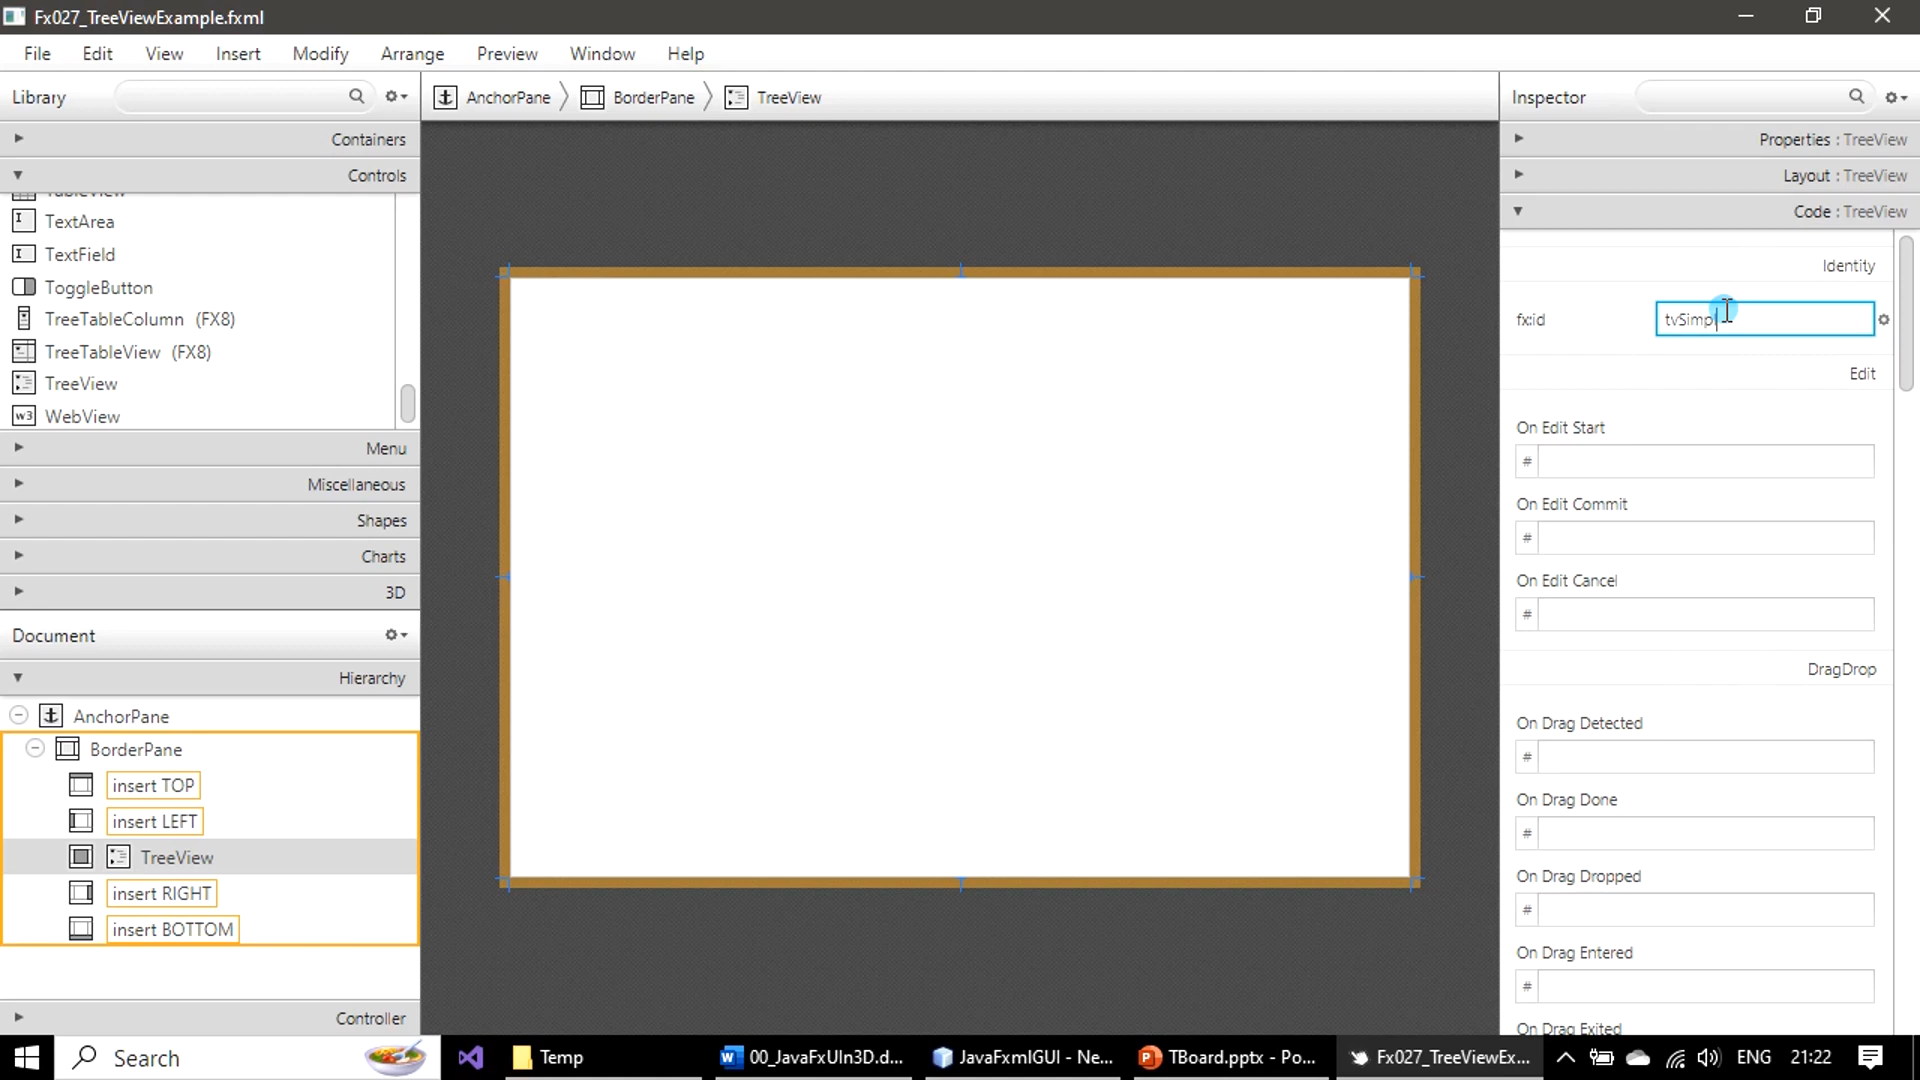 Fx027_TreeViewExample.fxml
File Edit View Insert Modify Arrange Preview Window Help
Library
AnchorPane BorderPane TreeView
Inspector
Containers
Controls
TableView
TextArea
TextField
ToggleButton
TreeTableColumn (FX8)
TreeTableView (FX8)
TreeView
w3 WebView
Menu
Miscellaneous
Shapes
Charts
3D
Document
Hierarchy
AnchorPane
BorderPane
insert TOP
insert LEFT
TreeView
insert RIGHT
insert BOTTOM
Controller
Properties : TreeView
Layout : TreeView
Code : TreeView
Identity
fx:id tvSimpl
Edit
On Edit Start
#
On Edit Commit
#
On Edit Cancel
#
DragDrop
On Drag Detected
#
On Drag Done
#
On Drag Dropped
#
On Drag Entered
#
On Drag Exited
Search Temp 00_JavaFxUIn3D.d... JavaFxmlGUI - Ne... TBoard.pptx - Po... Fx027_TreeViewEx... ENG 21:22